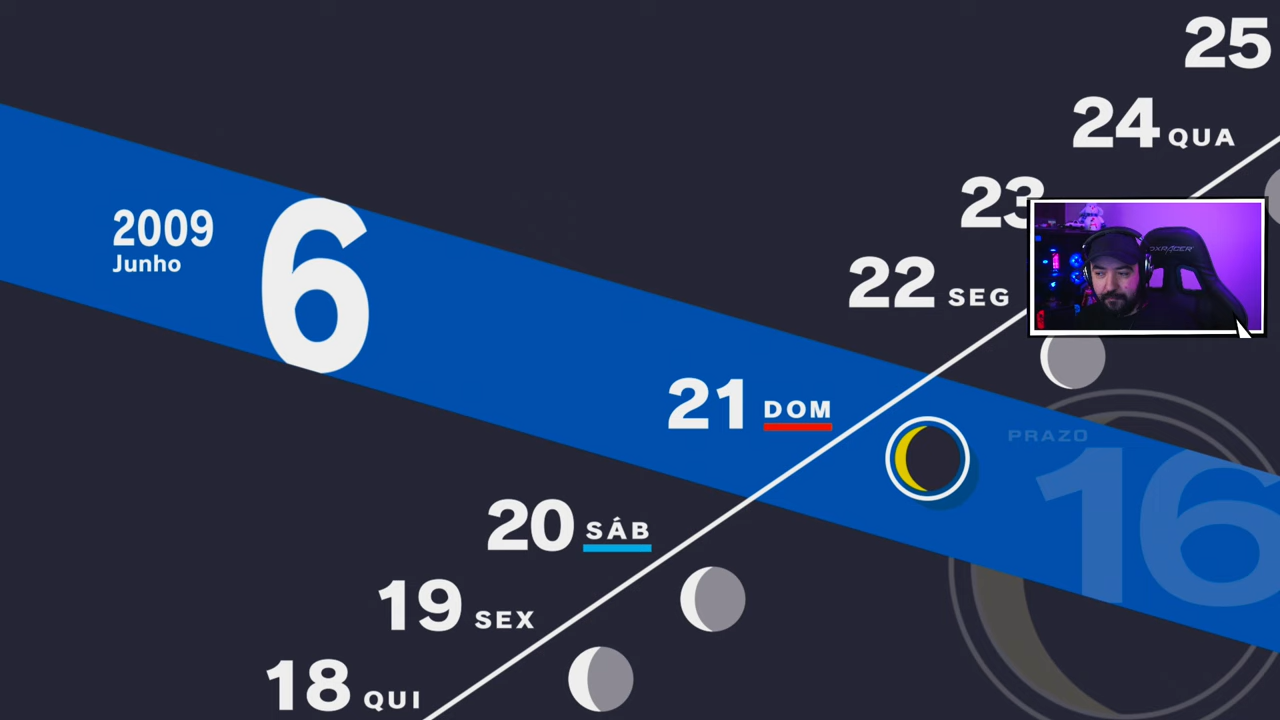 25
24 QUA
23
22 SEG
2009
Junho
6
21 DOM
PRAZO
16
20 SÁB
19 SEX
18 QUI
DXRACER